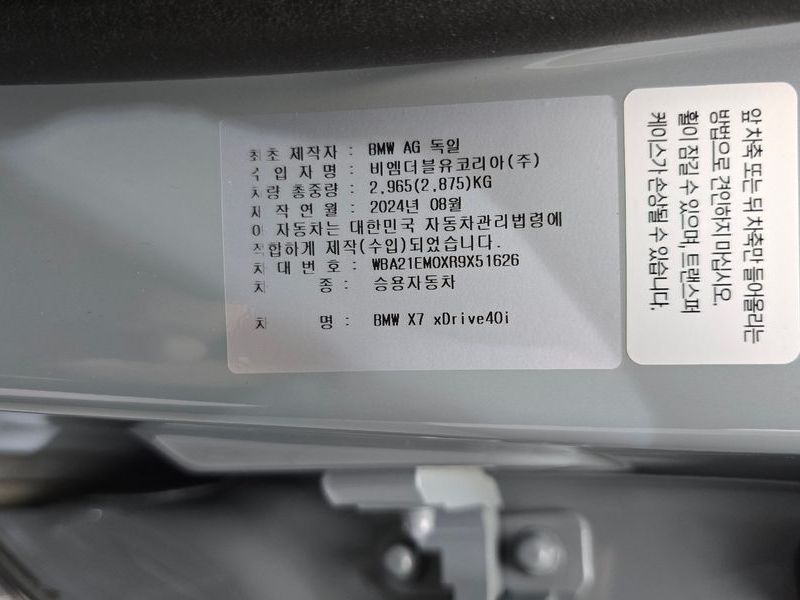 최초 제작자 : BMW AG 독일
수 입 자 명 : 비엠더블유코리아(주)
차량 총중량 : 2,965(2,875)KG
제 작 연 월 : 2024년 08월
이 자동차는 대한민국 자동차관리법령에
적합하게 제작(수입)되었습니다.
차 대 번 호 : WBA21EM0XR9X51626
차 종 : 승용자동차
차 명 : BMW X7 xDrive40i
앞 차축 또는 뒤 차축만 들어올리는
방법으로 견인하지 마십시오.
휠이 잠길 수 있으며, 트랜스퍼
케이스가 손상될 수 있습니다.